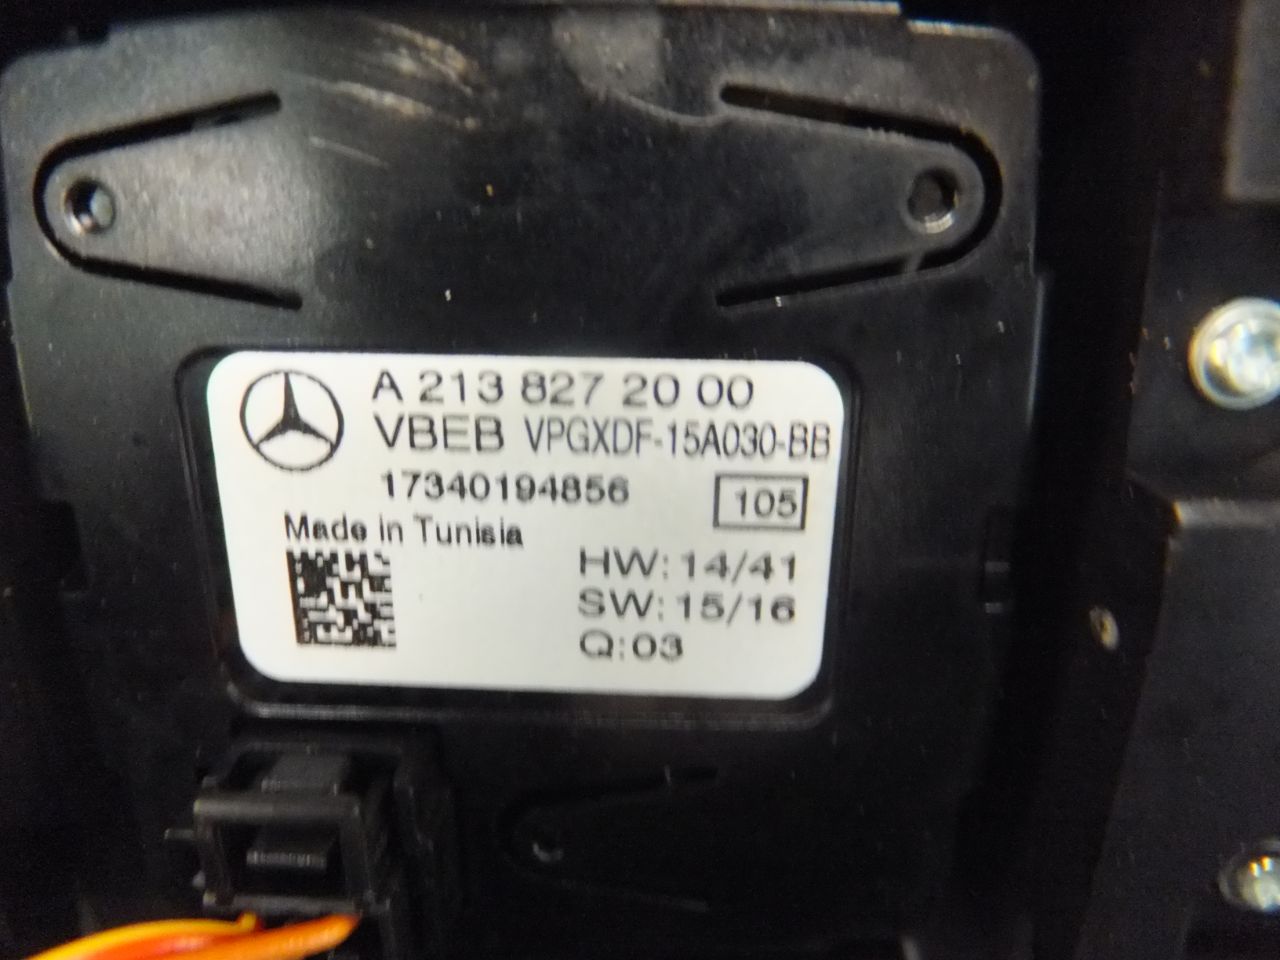 A 213 827 20 00
VBEB VPGXDF-15A030-BB
17340194856
105
Made in Tunisia
HW: 14/41
SW: 15/16
Q: 03